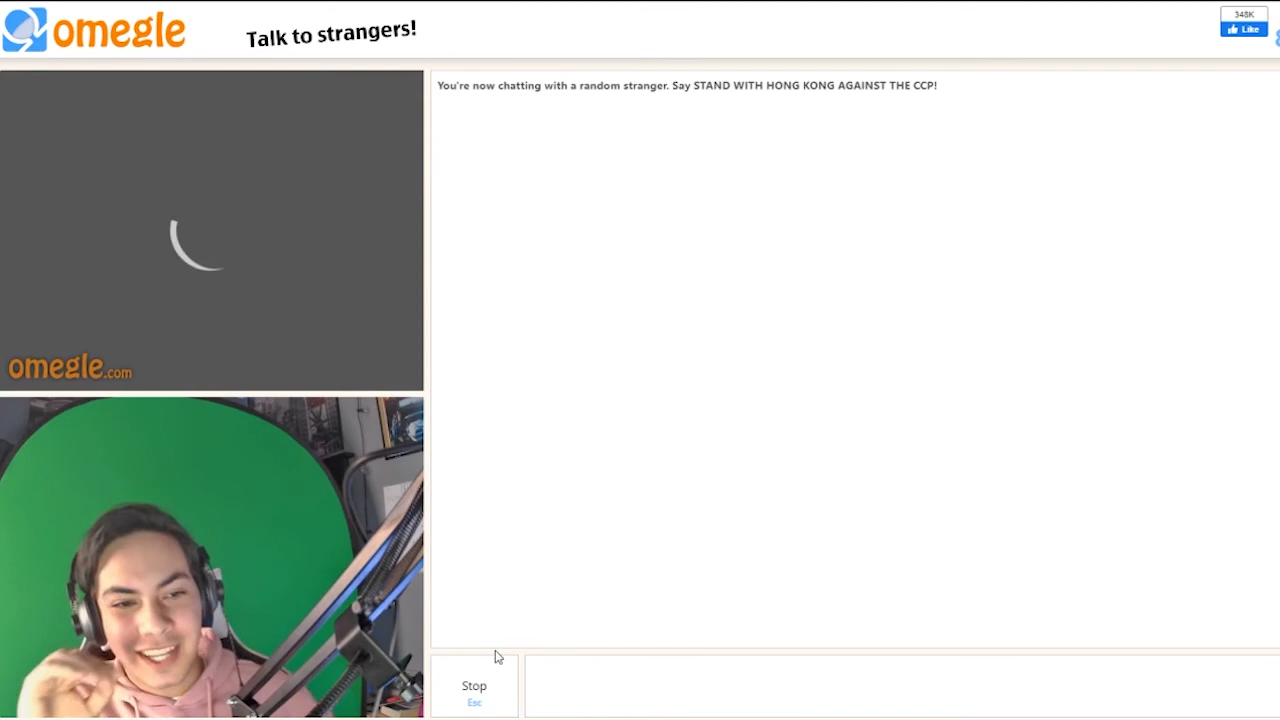 omegle
Talk to strangers!
348K
Like
You're now chatting with a random stranger. Say STAND WITH HONG KONG AGAINST THE CCP!
omegle.com
Stop
Esc